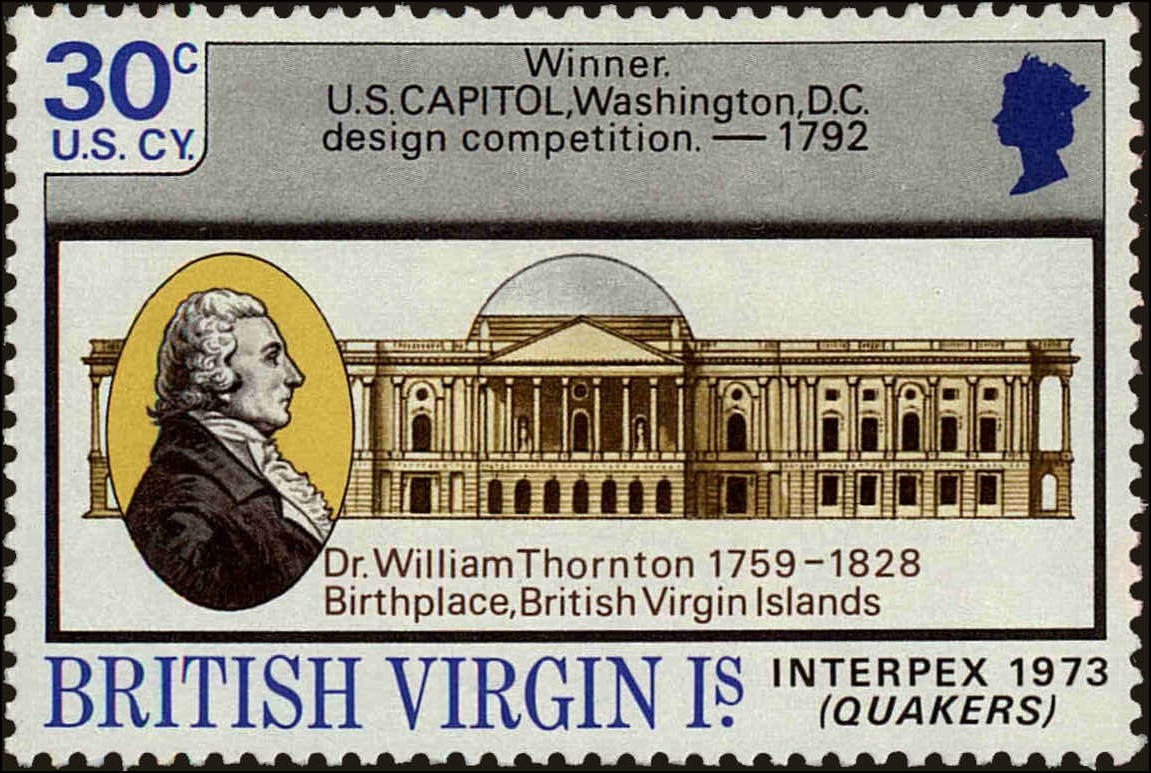 30c
U.S. CY.
Winner.
U.S.CAPITOL,Washington,D.C.
design competition. — 1792
Dr. William Thornton 1759-1828
Birthplace, British Virgin Islands
BRITISH VIRGIN Is.
INTERPEX 1973
(QUAKERS)